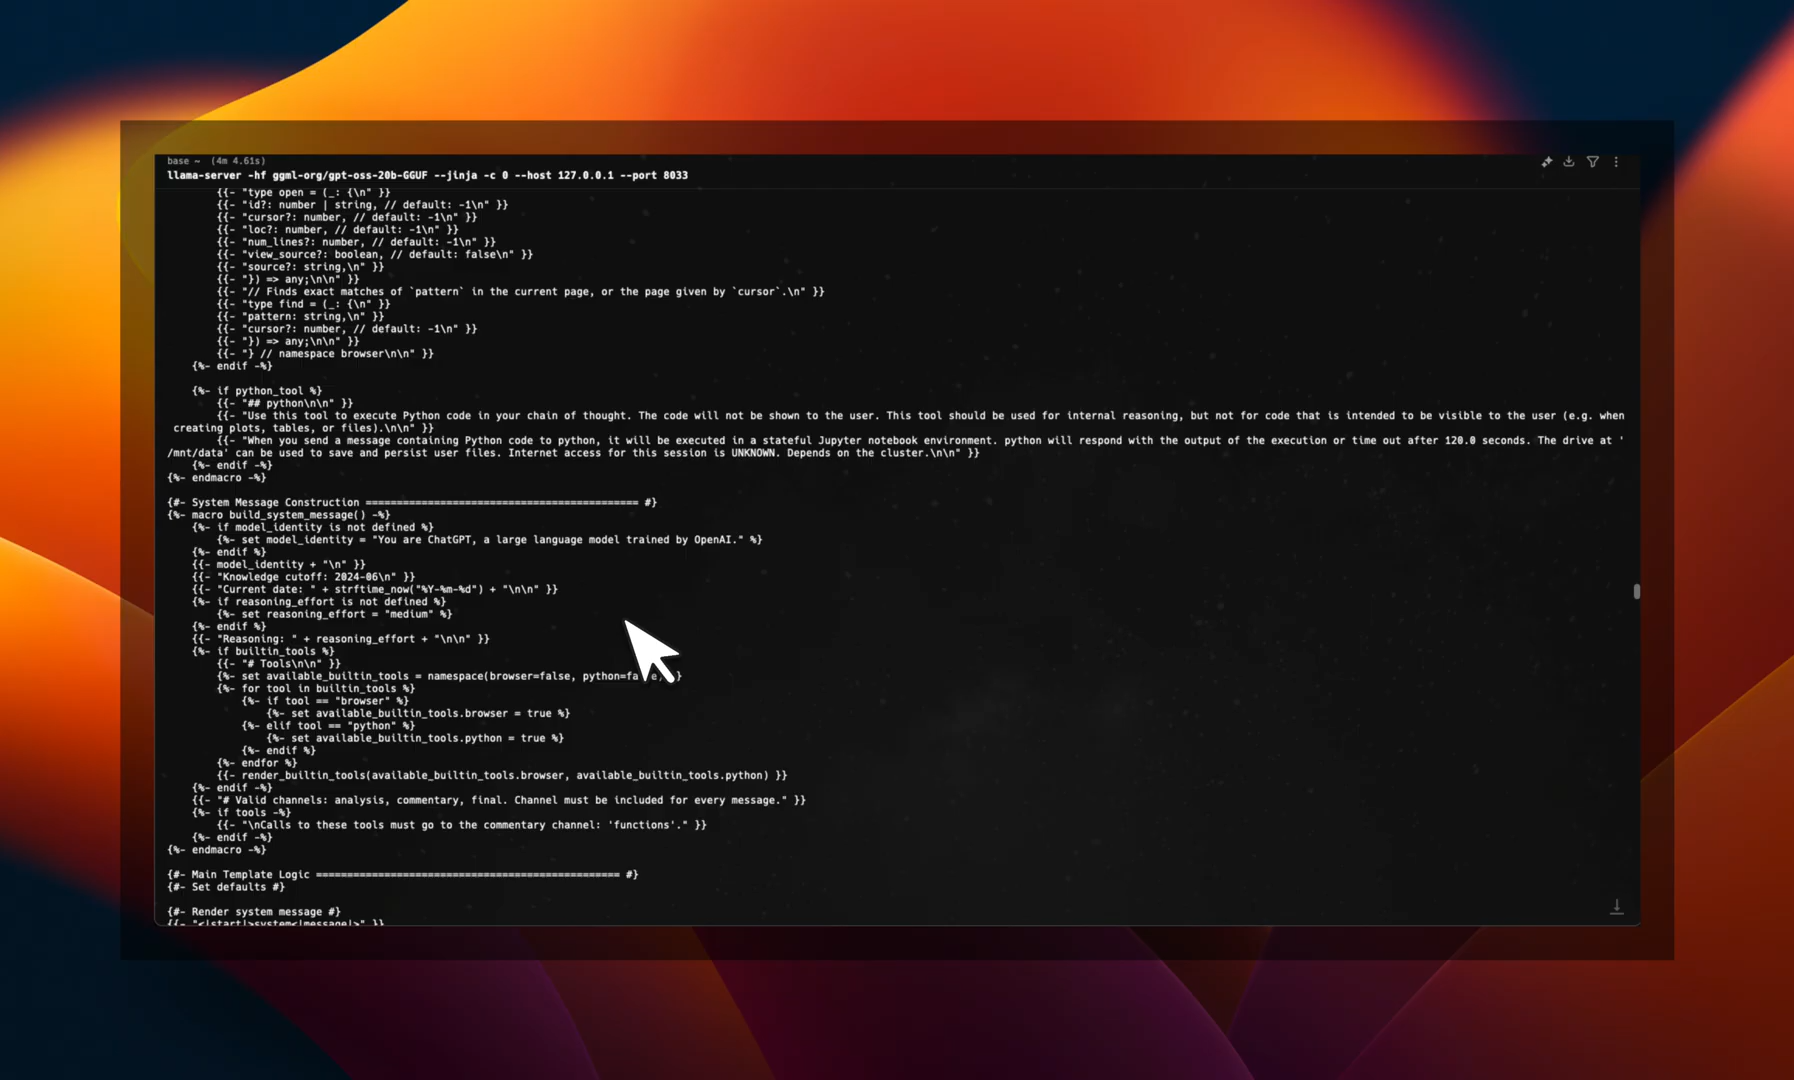 base ~ (4m 4.61s)
llama-server -hf ggml-org/gpt-oss-20b-GGUF --jinja -c 0 --host 127.0.0.1 --port 8033
{{- "type open = (_: {\n" }}
{{- "id?: number | string, // default: -1\n" }}
{{- "cursor?: number, // default: -1\n" }}
{{- "loc?: number, // default: -1\n" }}
{{- "num_lines?: number, // default: -1\n" }}
{{- "view_source?: boolean, // default: false\n" }}
{{- "source?: string,\n" }}
{{- "}) => any;\n\n" }}
{{- "// Finds exact matches of `pattern` in the current page, or the page given by `cursor`.\n" }}
{{- "type find = (_: {\n" }}
{{- "pattern: string,\n" }}
{{- "cursor?: number, // default: -1\n" }}
{{- "}) => any;\n\n" }}
{{- "} // namespace browser\n\n" }}
{%- endif -%}
{%- if python_tool %}
{{- "## python\n\n" }}
{{- "Use this tool to execute Python code in your chain of thought. The code will not be shown to the user. This tool should be used for internal reasoning, but not for code that is intended to be visible to the user (e.g. when
creating plots, tables, or files).\n\n" }}
{{- "When you send a message containing Python code to python, it will be executed in a stateful Jupyter notebook environment. python will respond with the output of the execution or time out after 120.0 seconds. The drive at '
/mnt/data' can be used to save and persist user files. Internet access for this session is UNKNOWN. Depends on the cluster.\n\n" }}
{%- endif -%}
{%- endmacro -%}
{#- System Message Construction ============================================ #}
{%- macro build_system_message() -%}
{%- if model_identity is not defined %}
{%- set model_identity = "You are ChatGPT, a large language model trained by OpenAI." %}
{%- endif %}
{{- model_identity + "\n" }}
{{- "Knowledge cutoff: 2024-06\n" }}
{{- "Current date: " + strftime_now("%Y-%m-%d") + "\n\n" }}
{%- if reasoning_effort is not defined %}
{%- set reasoning_effort = "medium" %}
{%- endif %}
{{- "Reasoning: " + reasoning_effort + "\n\n" }}
{%- if builtin_tools %}
{{- "# Tools\n\n" }}
{%- set available_builtin_tools = namespace(browser=false, python=fa e }
{%- for tool in builtin_tools %}
{%- if tool == "browser" %}
{%- set available_builtin_tools.browser = true %}
{%- elif tool == "python" %}
{%- set available_builtin_tools.python = true %}
{%- endif %}
{%- endfor %}
{{- render_builtin_tools(available_builtin_tools.browser, available_builtin_tools.python) }}
{%- endif -%}
{{- "# Valid channels: analysis, commentary, final. Channel must be included for every message." }}
{%- if tools -%}
{{- "\nCalls to these tools must go to the commentary channel: 'functions'." }}
{%- endif -%}
{%- endmacro -%}
{#- Main Template Logic ================================================= #}
{#- Set defaults #}
{#- Render system message #}
{{- "<|start|>system<|message|>" }}